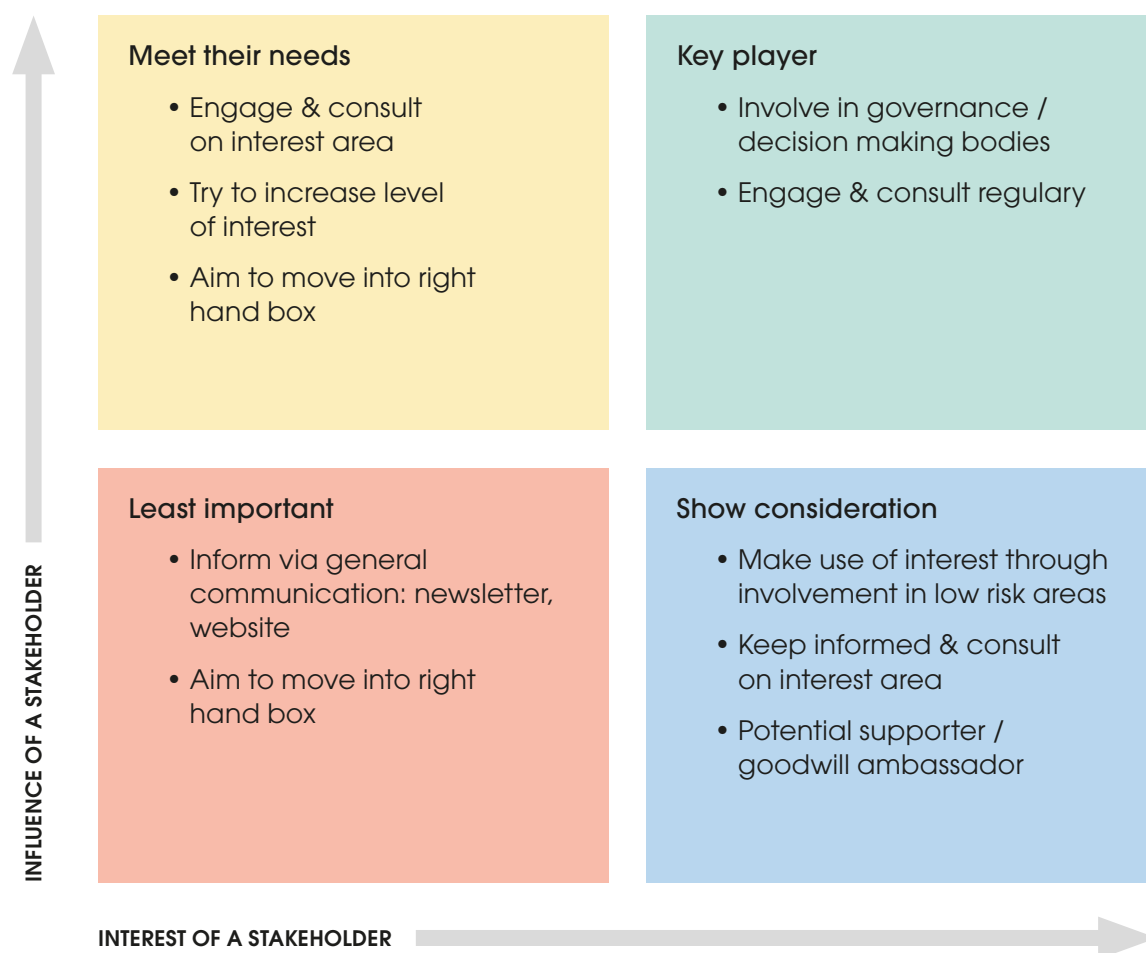 Meet their needs
• Engage & consult
on interest area
• Try to increase level
of interest
• Aim to move into right
hand box
Key player
• Involve in governance /
decision making bodies
• Engage & consult regulary
Least important
• Inform via general
communication: newsletter,
website
• Aim to move into right
hand box
Show consideration
• Make use of interest through
involvement in low risk areas
• Keep informed & consult
on interest area
• Potential supporter /
goodwill ambassador
INFLUENCE OF A STAKEHOLDER
INTEREST OF A STAKEHOLDER